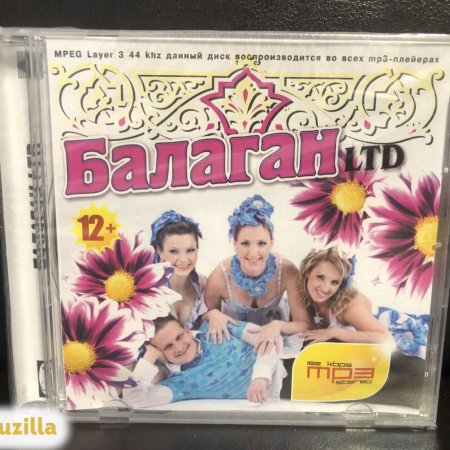 MPEG Layer 3 44 khz данный диск воспроизводится во всех mp3-плейерах
Балаган
LTD
12+
192 kbps
mp3
stereo
uzilla